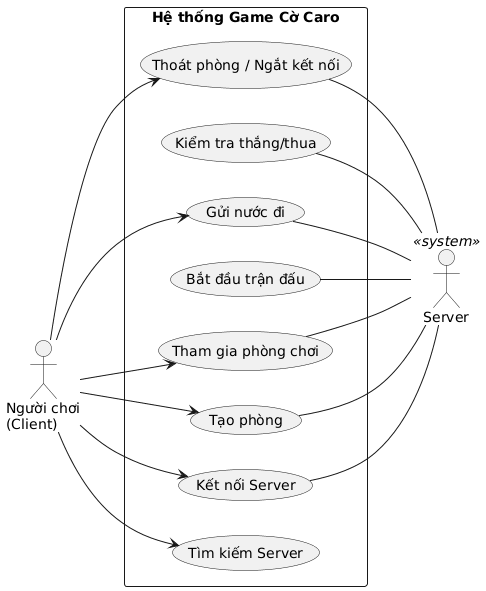 Hệ thống Game Cờ Caro
Thoát phòng / Ngắt kết nối
Kiểm tra thắng/thua
Gửi nước đi
«system»
Bắt đầu trận đấu
Server
Tham gia phòng chơi
Người chơi
(Client)
Tạo phòng
Kết nối Server
Tìm kiếm Server